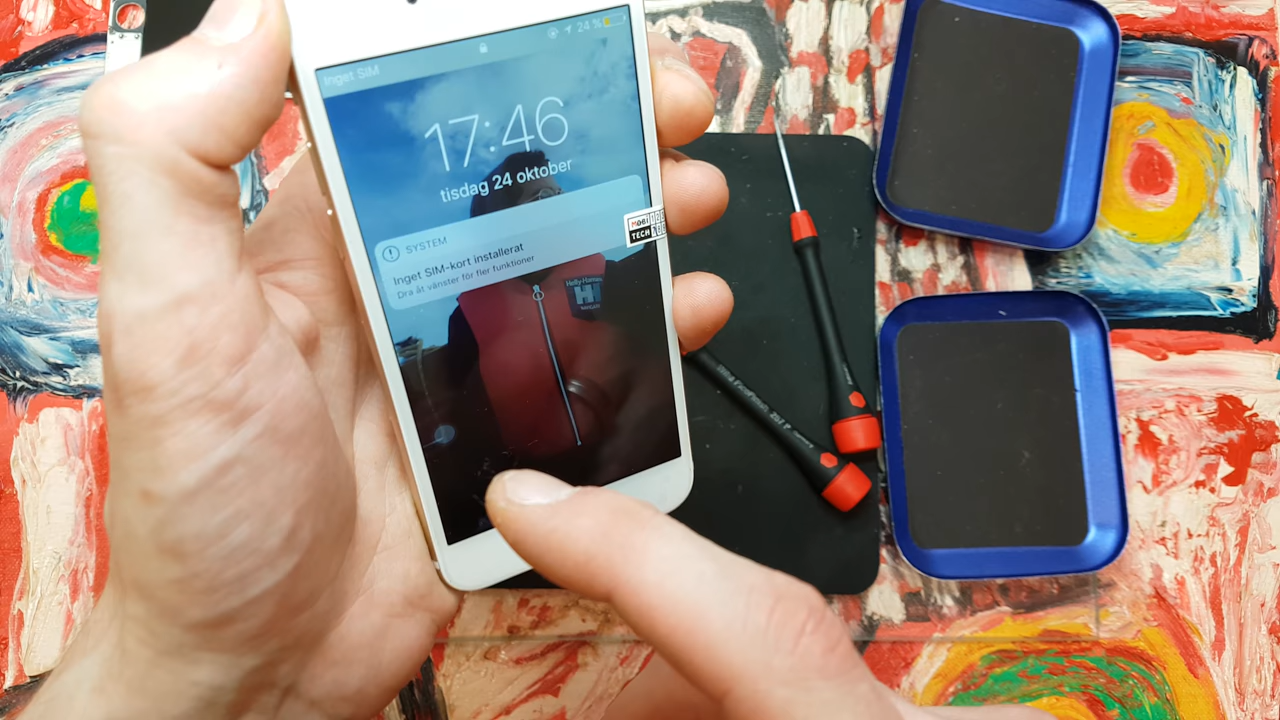 Inget SIM
24 %
17:46
tisdag 24 oktober
SYSTEM
Inget SIM-kort installerat
Dra åt vänster för fler funktioner
Helly-Hansen
HH
TECH